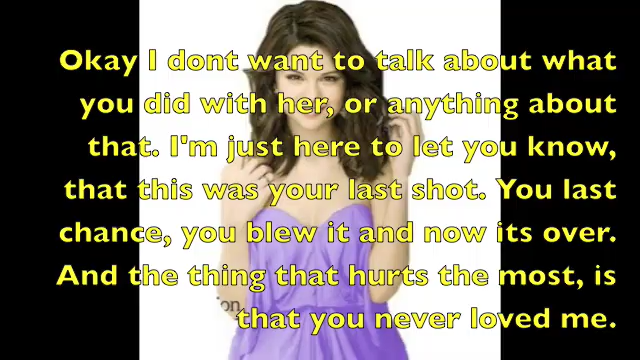 Okay I dont want to talk about what
you did with her, or anything about
that. I'm just here to let you know,
that this was your last shot. You last
chance, you blew it and now its over.
And the thing that hurts the most, is
ion
that you never loved me.